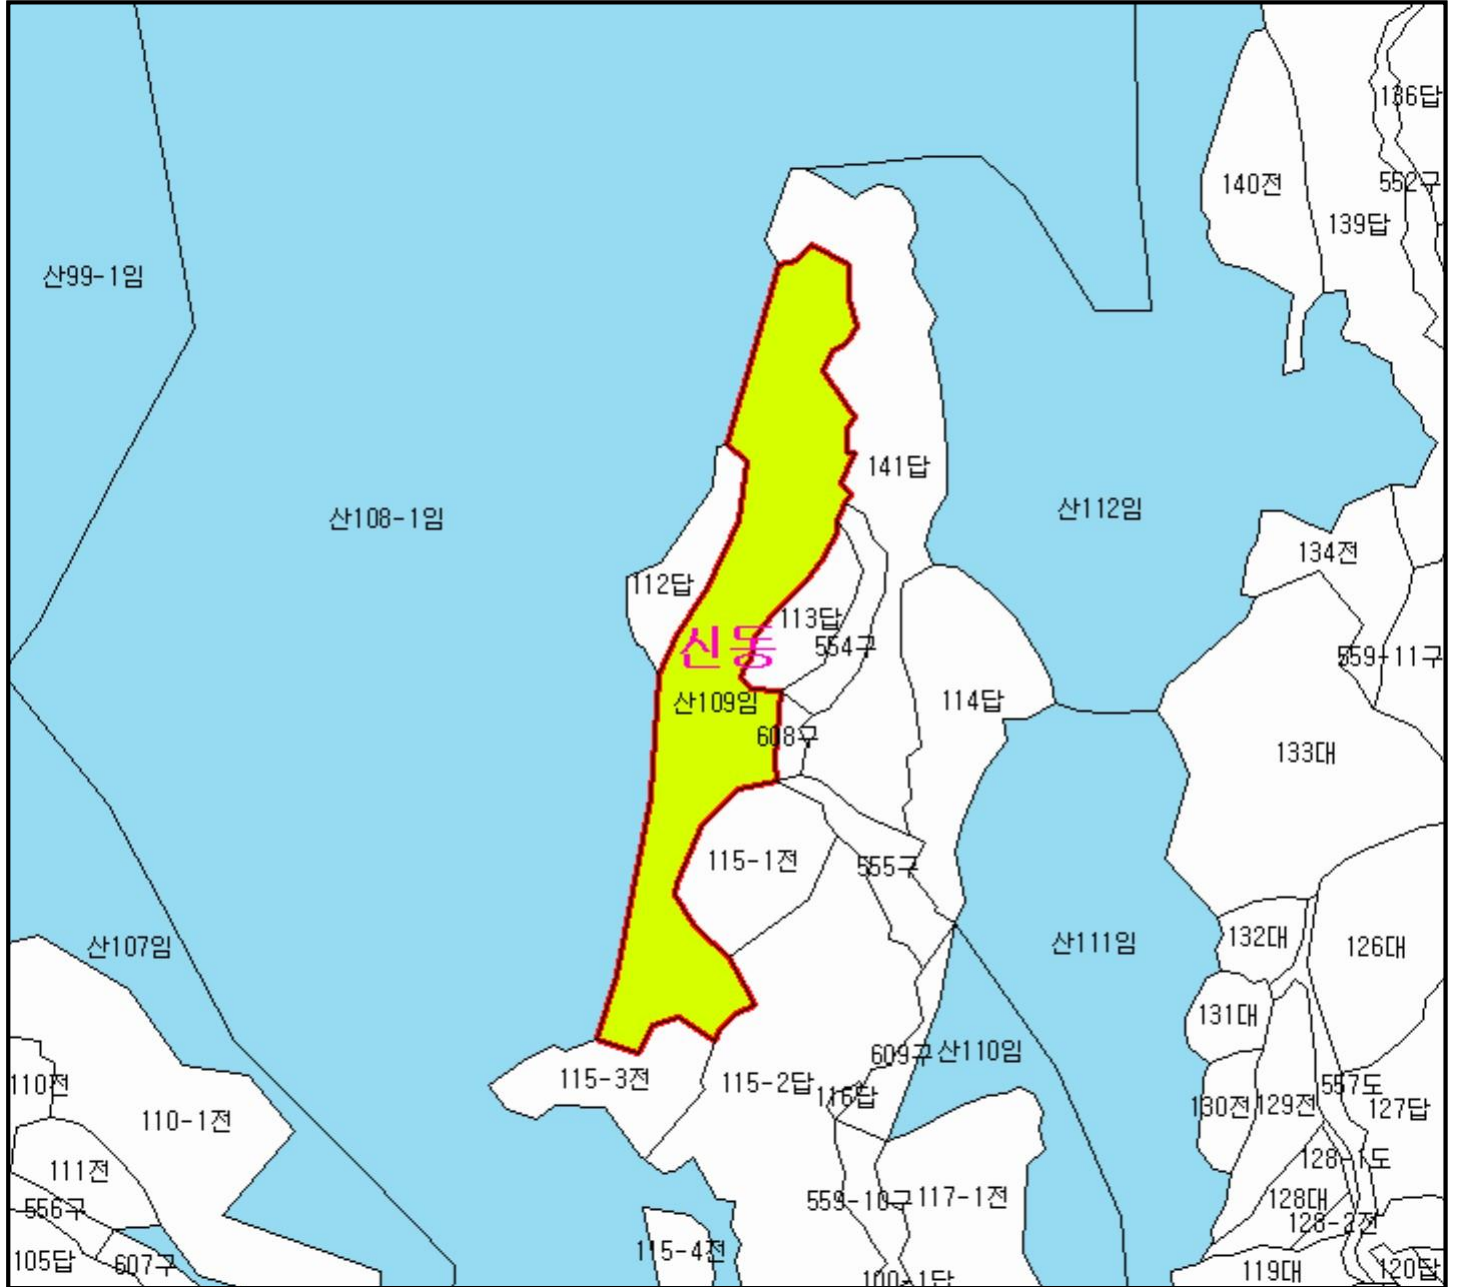 136답
140전
552구
139답
산99-1임
141답
산108-1임
산112임
134전
112답
113답
신동
554구
559-11구
산109임
114답
608구
133대
115-1전
555구
산107임
산111임
132대
126대
131대
609구
산110임
115-3전
115-2답
110전
116답
557도
130전
129전
127답
110-1전
128-1도
111전
559-10구
117-1전
128대
556구
128-2전
115-4전
105답
607구
119대
120답
100-1답